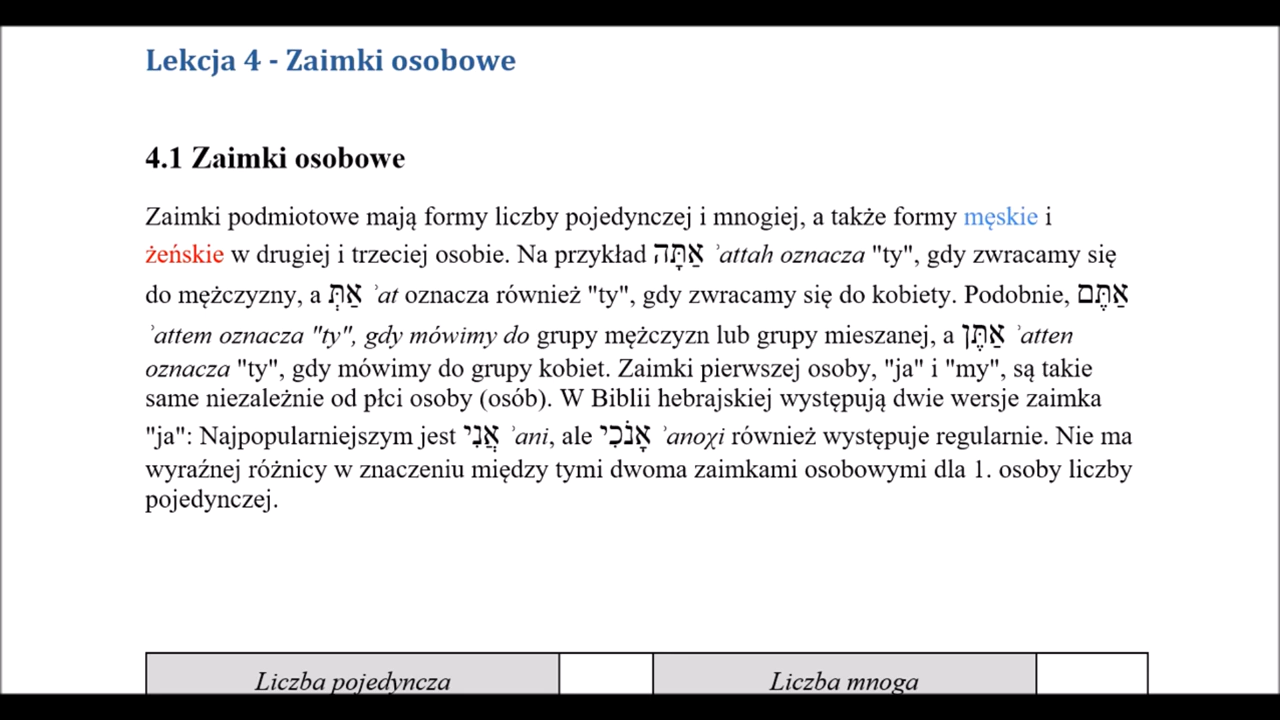 Lekcja 4 - Zaimki osobowe
4.1 Zaimki osobowe
Zaimki podmiotowe mają formy liczby pojedynczej i mnogiej, a także formy męskie i
żeńskie w drugiej i trzeciej osobie. Na przykład אַתָּה ʾattah oznacza "ty", gdy zwracamy się
do mężczyzny, a אַתְּ ʾat oznacza również "ty", gdy zwracamy się do kobiety. Podobnie, אַתֶּם
ʾattem oznacza "ty", gdy mówimy do grupy mężczyzn lub grupy mieszanej, a אַתֶּן ʾatten
oznacza "ty", gdy mówimy do grupy kobiet. Zaimki pierwszej osoby, "ja" i "my", są takie
same niezależnie od płci osoby (osób). W Biblii hebrajskiej występują dwie wersje zaimka
"ja": Najpopularniejszym jest אֲנִי ʾani, ale אָנֹכִי ʾanoχi również występuje regularnie. Nie ma
wyraźnej różnicy w znaczeniu między tymi dwoma zaimkami osobowymi dla 1. osoby liczby
pojedynczej.
Liczba pojedyncza Liczba mnoga